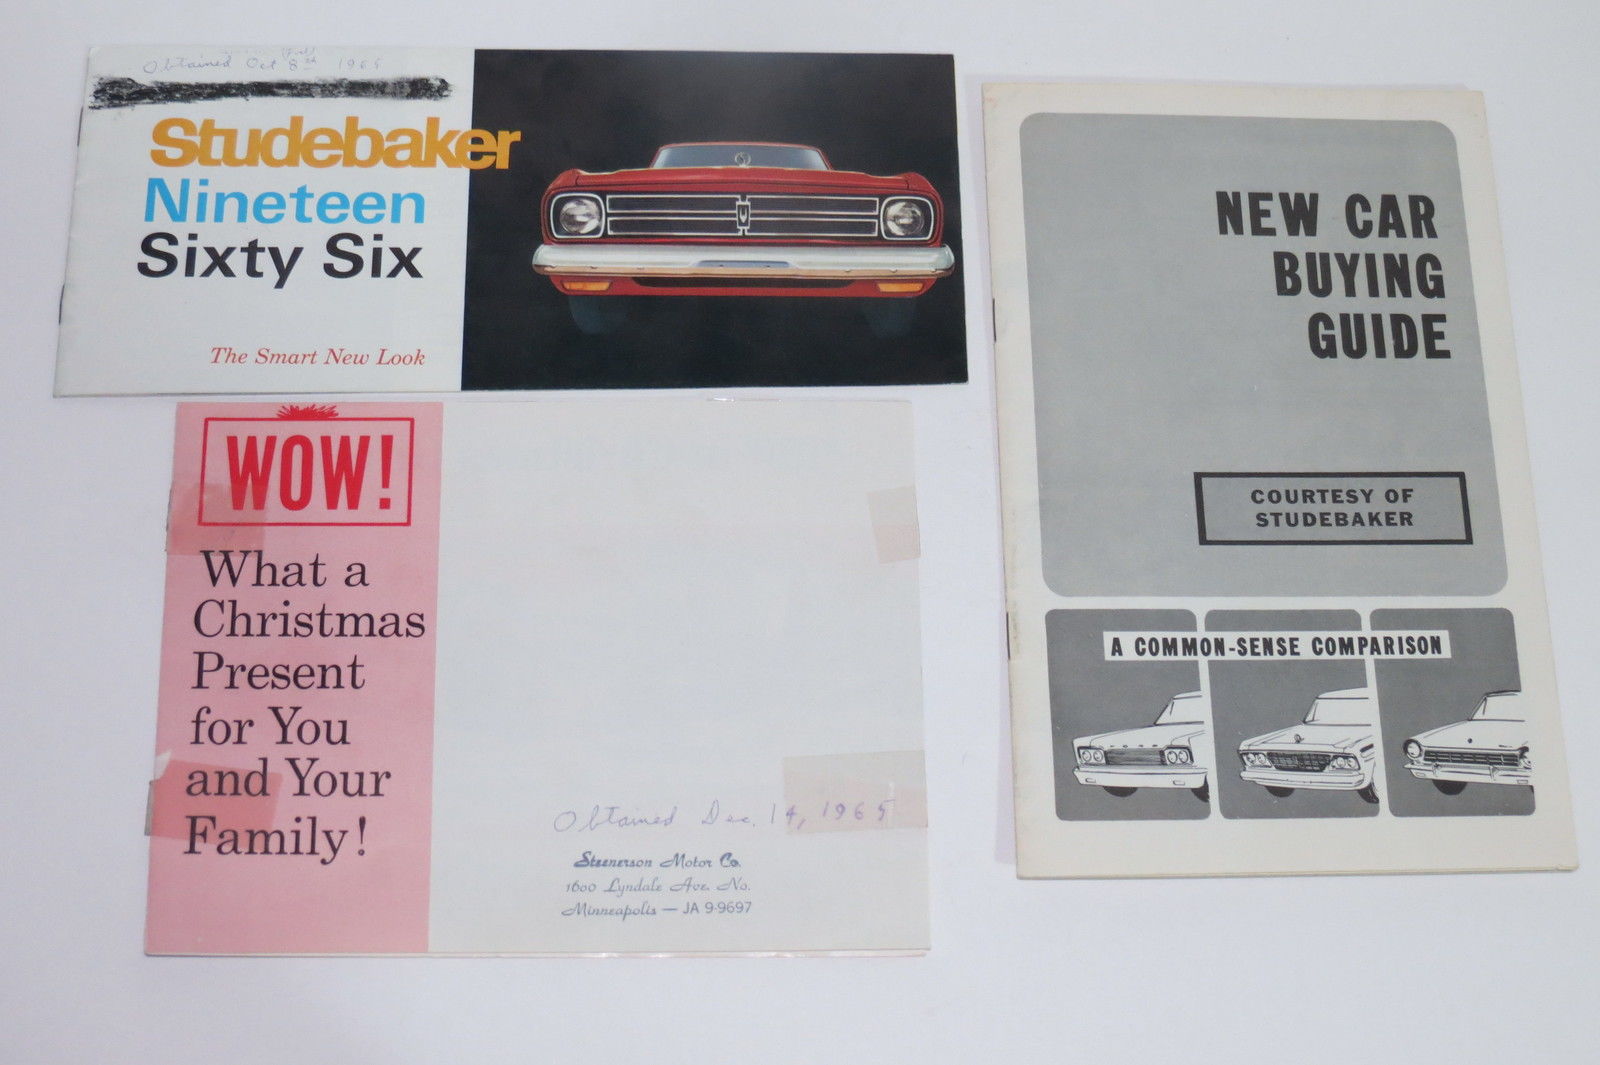 Obtained Oct 8th 1965
Studebaker
Nineteen
Sixty Six
The Smart New Look
WOW!
What a
Christmas
Present
for You
and Your
Family!
Obtained Dec. 14, 1965
Steenerson Motor Co.
1600 Lyndale Ave. No.
Minneapolis — JA 9-9697
NEW CAR
BUYING
GUIDE
COURTESY OF
STUDEBAKER
A COMMON-SENSE COMPARISON
FORD